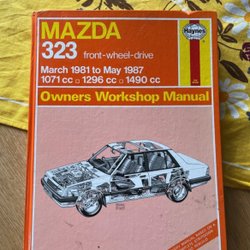 MAZDA
Haynes
323 front-wheel-drive
March 1981 to May 1987
1071 cc □ 1296 cc □ 1490 cc
Owners Workshop Manual